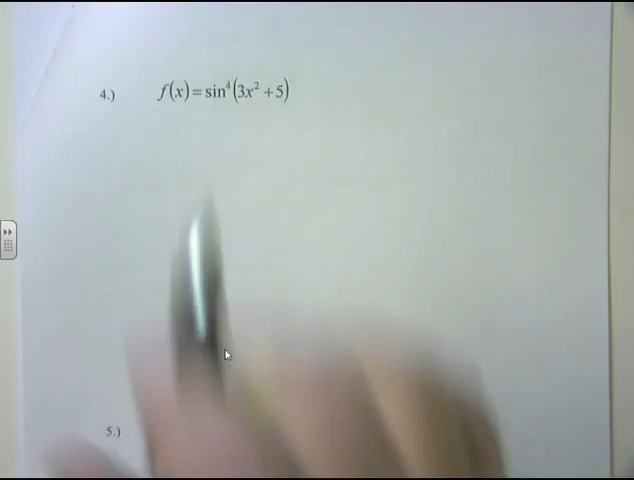 4.) f(x) = sin⁴(3x² + 5)
5.)